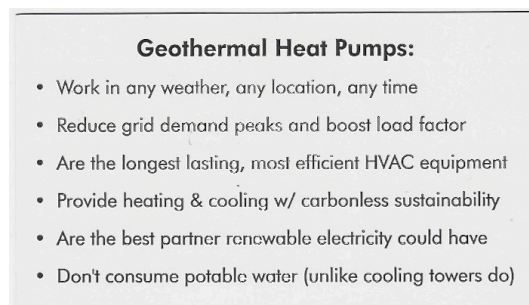 Geothermal Heat Pumps:
• Work in any weather, any location, any time
• Reduce grid demand peaks and boost load factor
• Are the longest lasting, most efficient HVAC equipment
• Provide heating & cooling w/ carbonless sustainability
• Are the best partner renewable electricity could have
• Don't consume potable water (unlike cooling towers do)